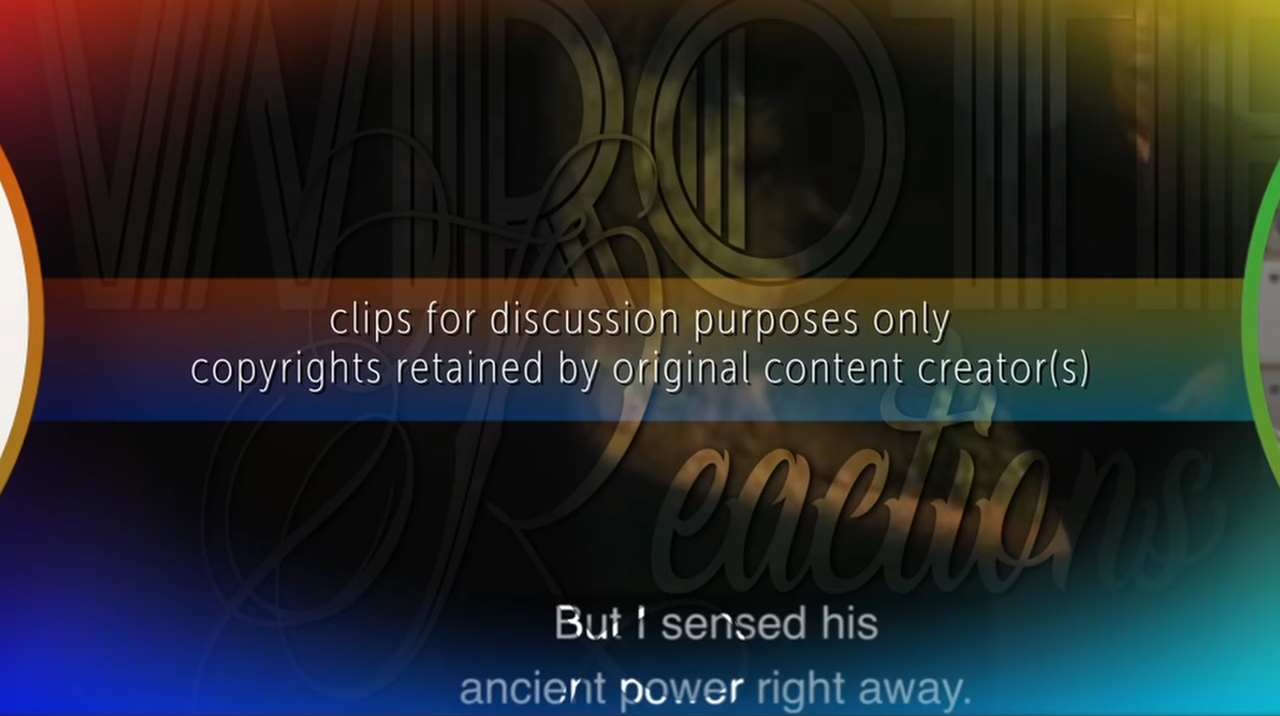 WROTE
Reactions
clips for discussion purposes only
copyrights retained by original content creator(s)
But I sensed his
ancient power right away.